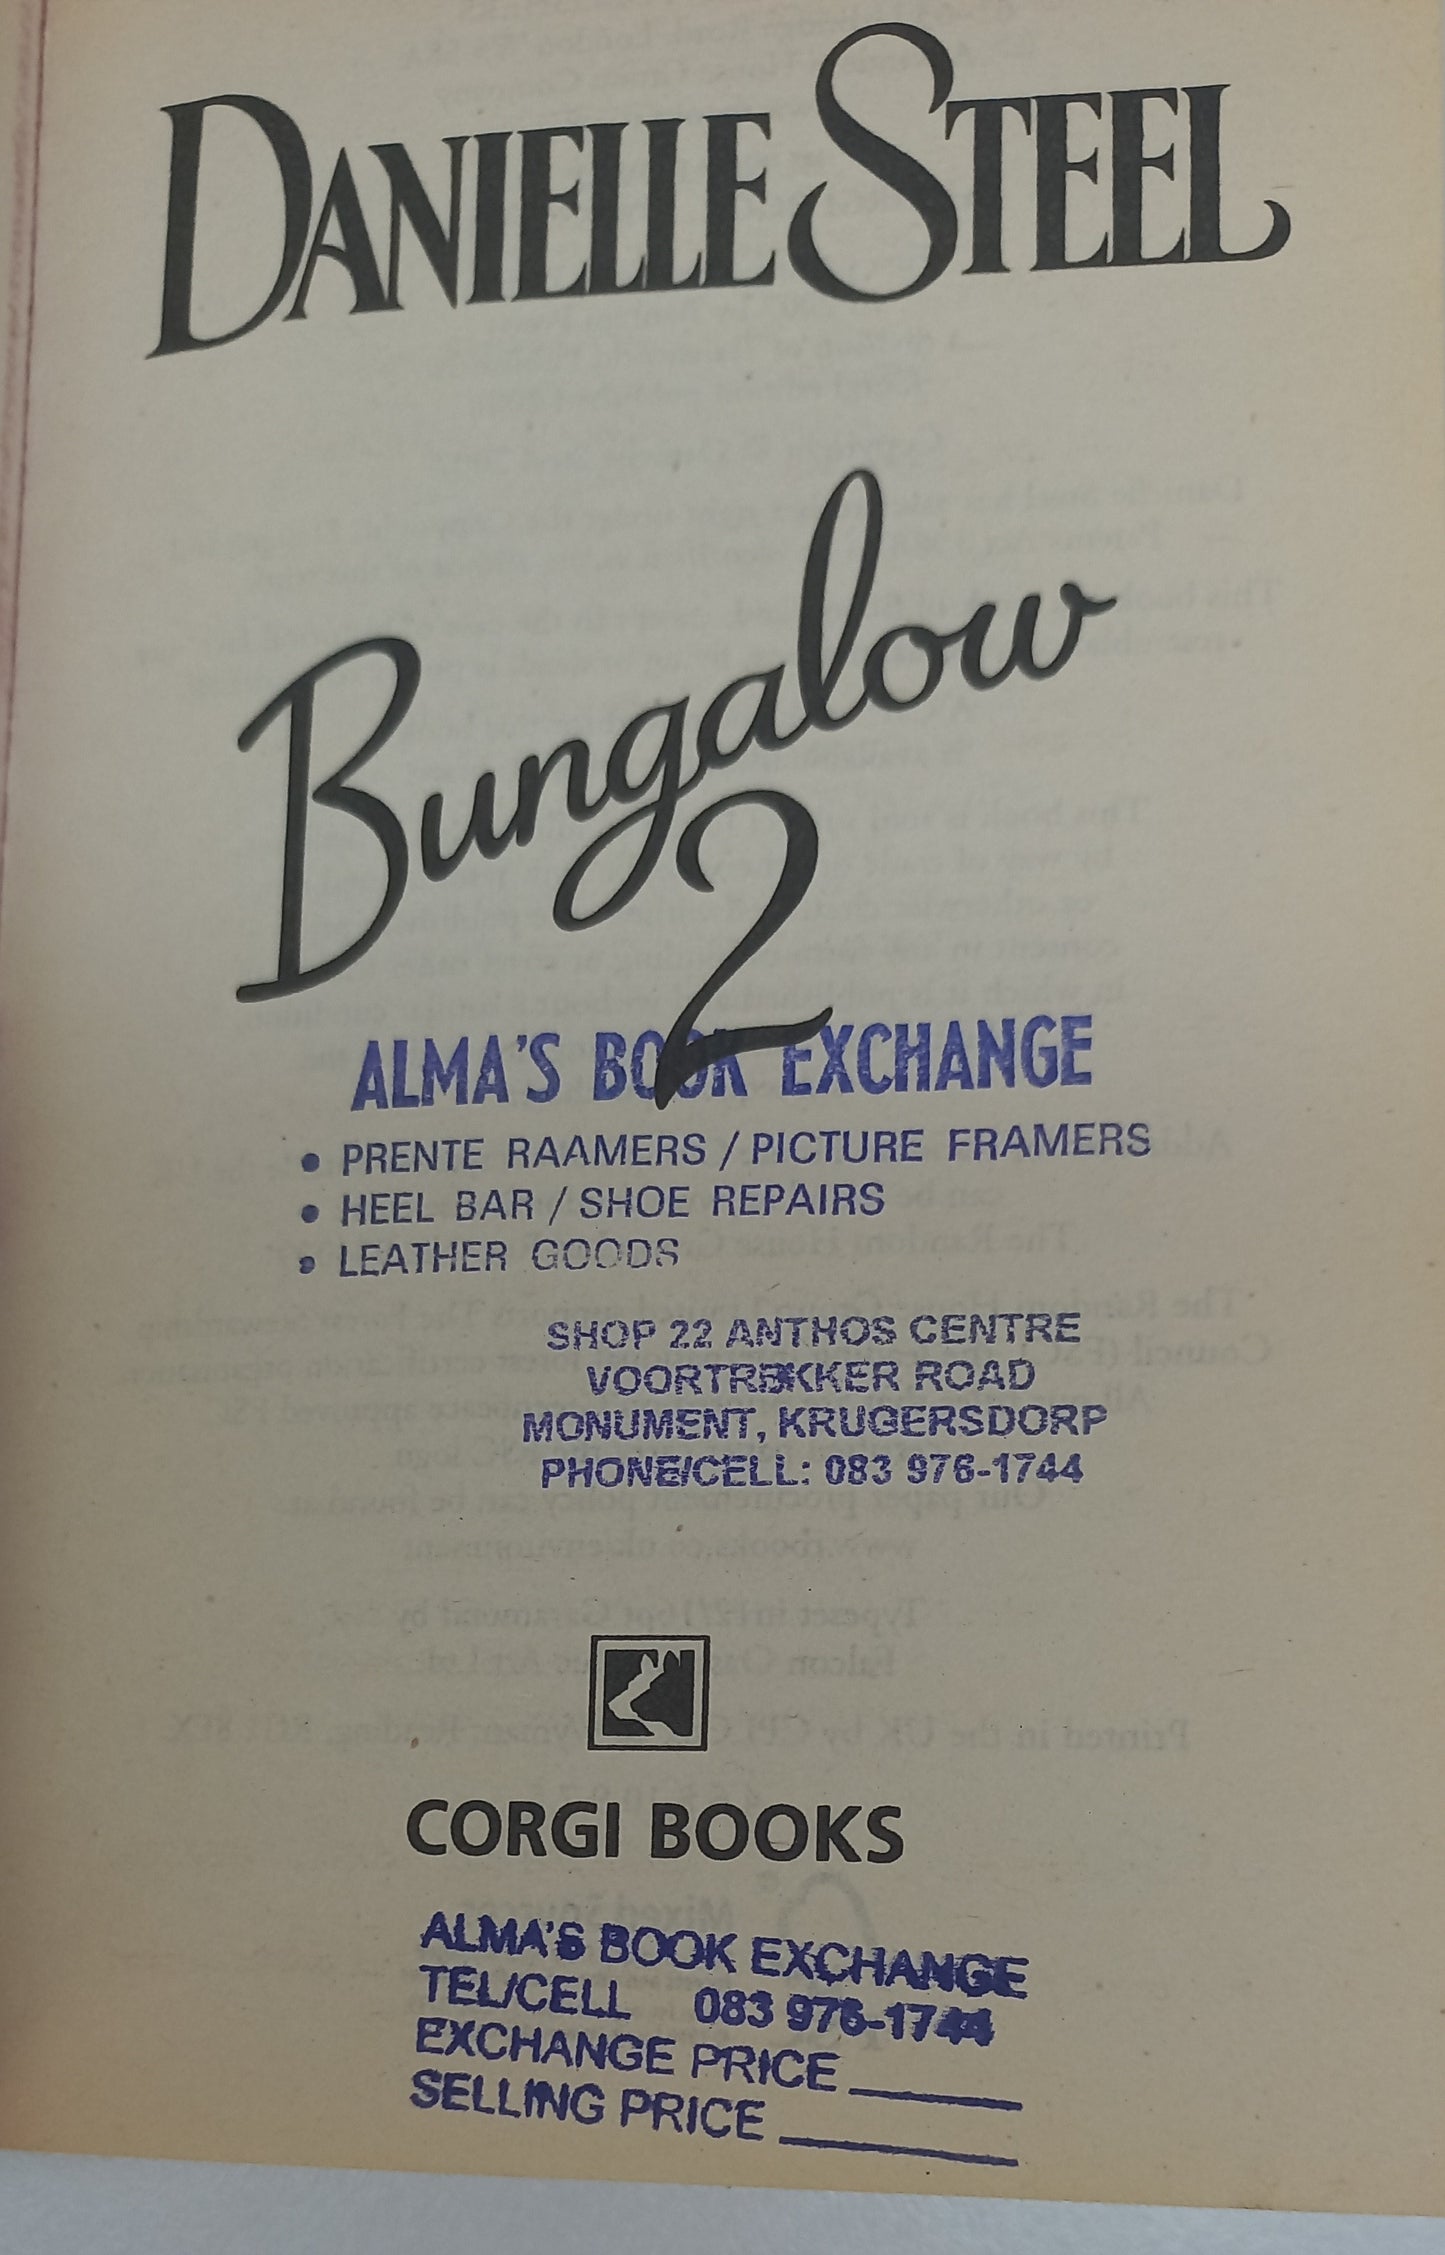 DANIELLE STEEL
Bungalow
2
ALMA'S BOOK EXCHANGE
• PRENTE RAAMERS / PICTURE FRAMERS
• HEEL BAR / SHOE REPAIRS
• LEATHER GOODS
SHOP 22 ANTHOS CENTRE
VOORTREKKER ROAD
MONUMENT, KRUGERSDORP
PHONE/CELL: 083 976-1744
CORGI BOOKS
ALMA'S BOOK EXCHANGE
TEL/CELL 083 976-1744
EXCHANGE PRICE ______
SELLING PRICE ______